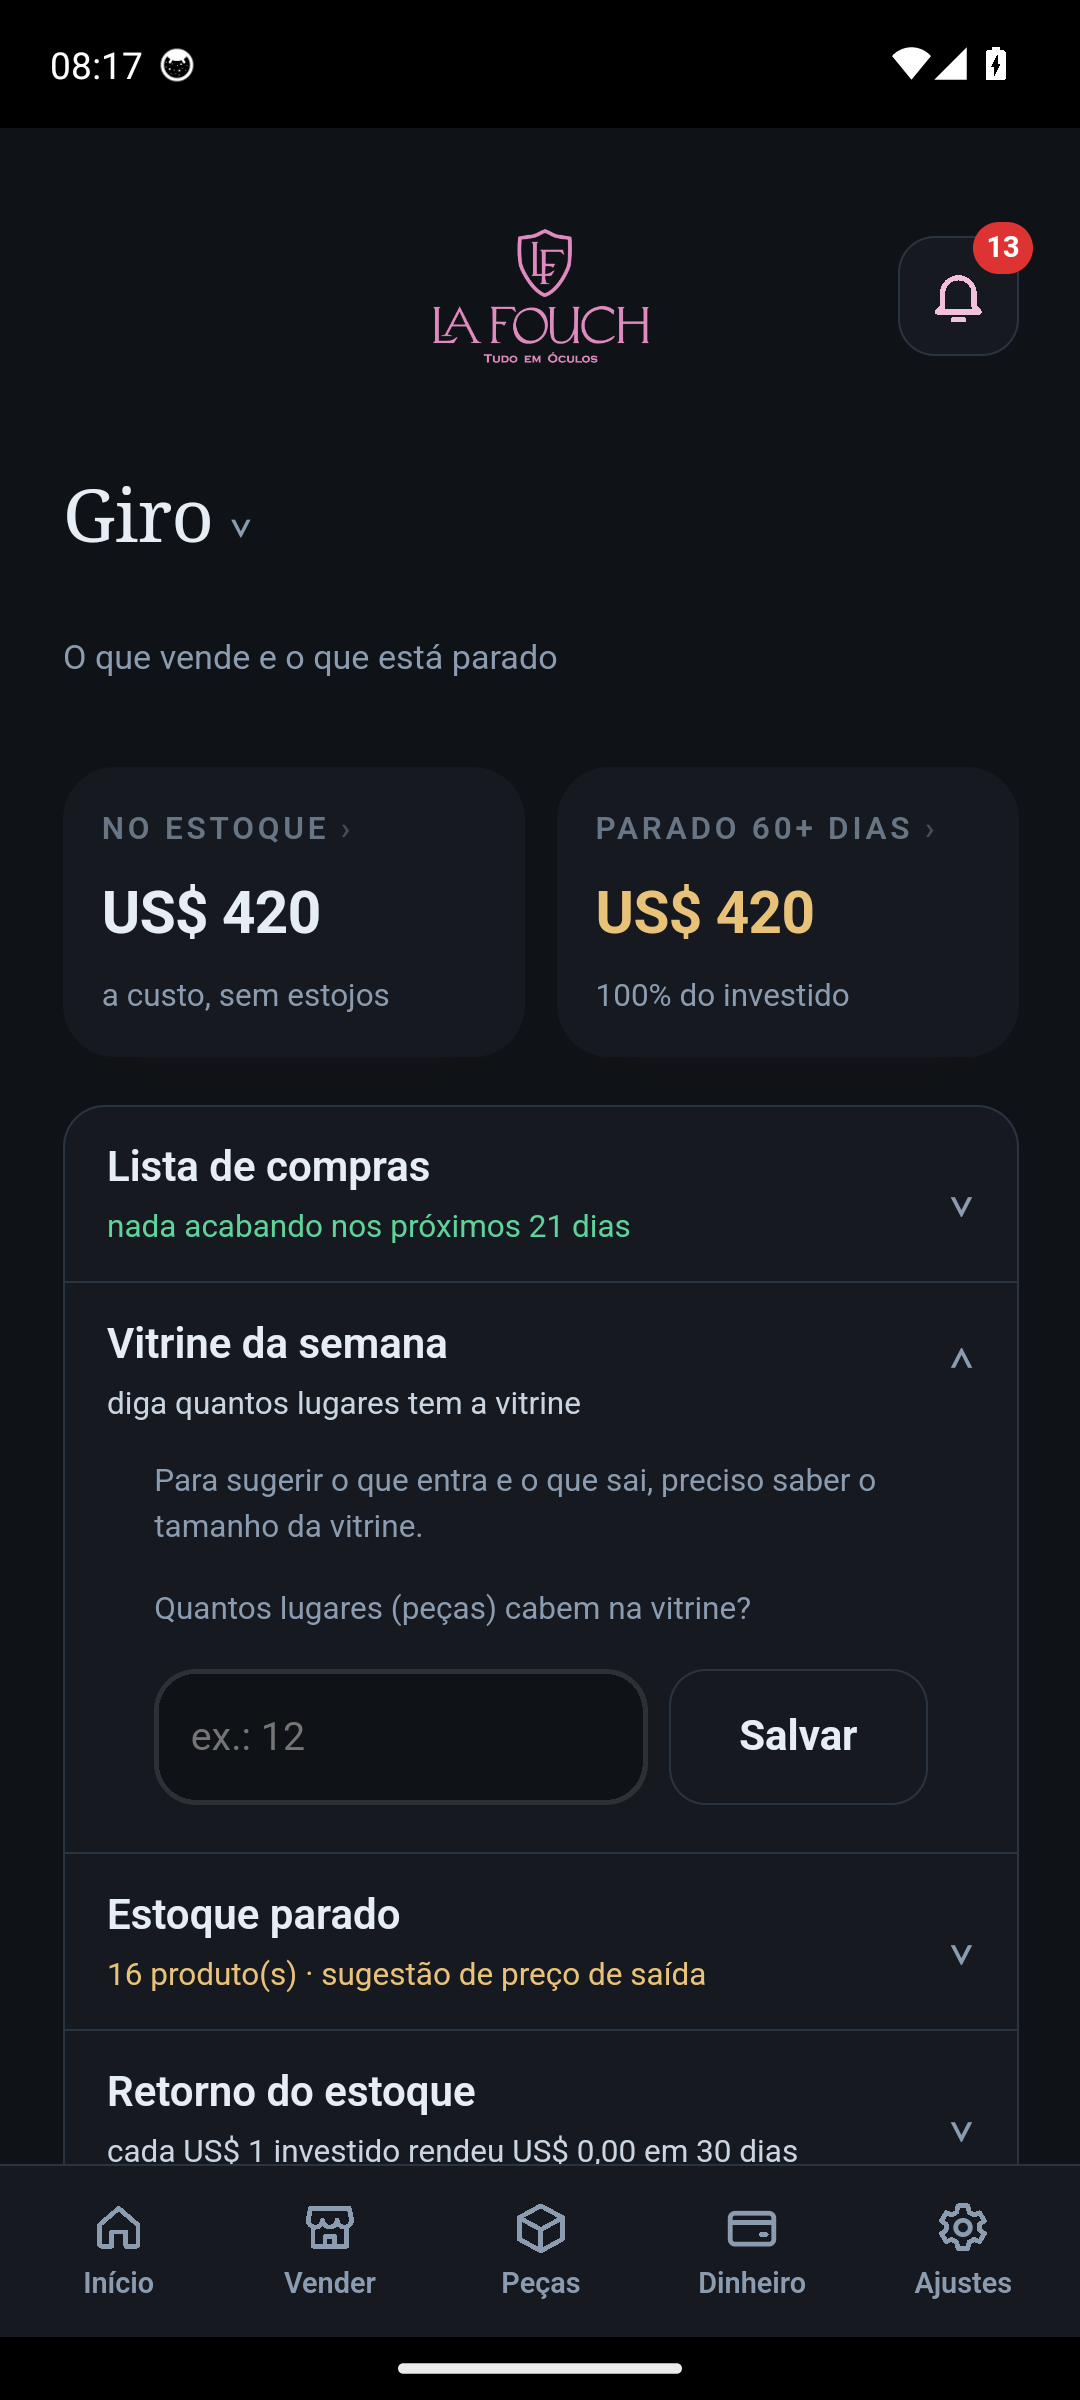 08:17
LF
LA FOUCH
TUDO EM ÓCULOS
13
Giro
O que vende e o que está parado
NO ESTOQUE ›
US$ 420
a custo, sem estojos
PARADO 60+ DIAS ›
US$ 420
100% do investido
Lista de compras
nada acabando nos próximos 21 dias
Vitrine da semana
diga quantos lugares tem a vitrine
Para sugerir o que entra e o que sai, preciso saber o
tamanho da vitrine.
Quantos lugares (peças) cabem na vitrine?
ex.: 12
Salvar
Estoque parado
16 produto(s) · sugestão de preço de saída
Retorno do estoque
cada US$ 1 investido rendeu US$ 0,00 em 30 dias
Início
Vender
Peças
Dinheiro
Ajustes